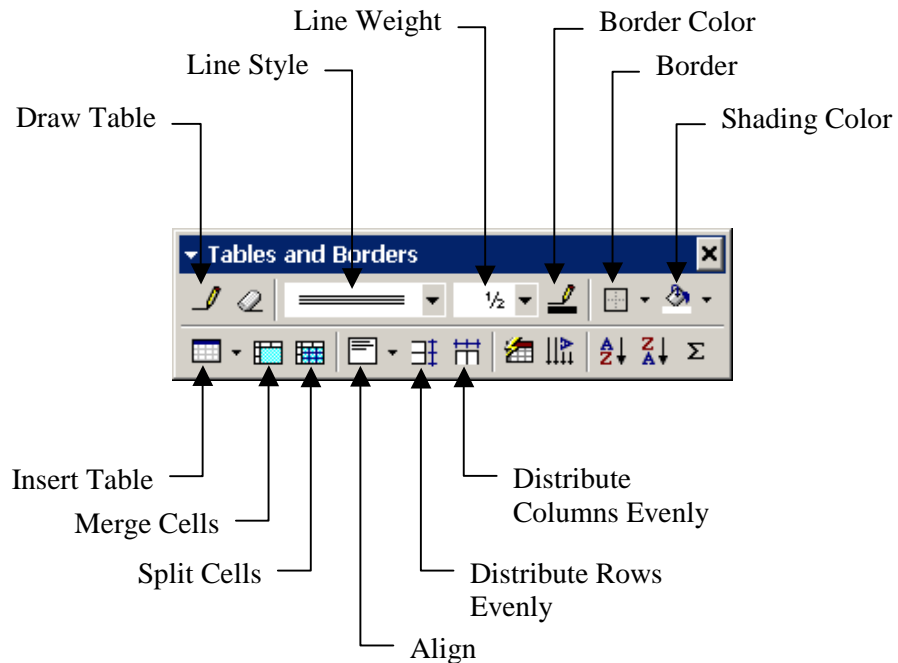 Line Weight
Border Color
Line Style
Border
Draw Table
Shading Color
Tables and Borders
½
A
Z
Z
A
Σ
Insert Table
Distribute
Columns Evenly
Merge Cells
Split Cells
Distribute Rows
Evenly
Align